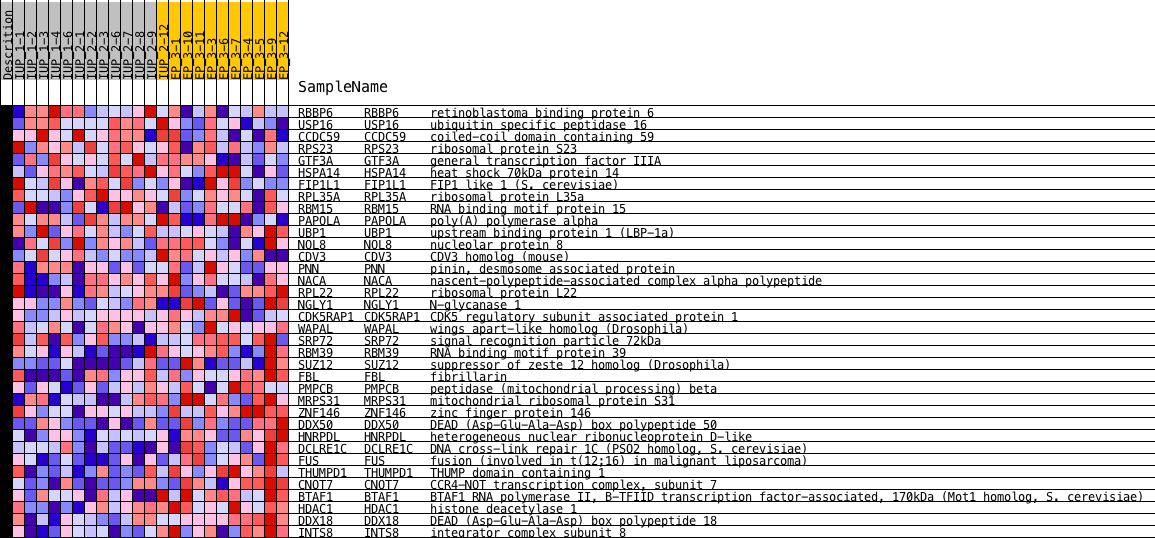 Descrition
IUP_1-1
IUP_1-2
IUP_1-3
IUP_1-4
IUP_1-6
IUP_2-1
IUP_2-2
IUP_2-3
IUP_2-6
IUP_2-7
IUP_2-8
IUP_2-9
IUP_2-12
EP_3-1
EP_3-10
EP_3-11
EP_3-3
EP_3-6
EP_3-7
EP_3-4
EP_3-5
EP_3-9
EP_3-12
SampleName
RBBP6 RBBP6 retinoblastoma binding protein 6
USP16 USP16 ubiquitin specific peptidase 16
CCDC59 CCDC59 coiled-coil domain containing 59
RPS23 RPS23 ribosomal protein S23
GTF3A GTF3A general transcription factor IIIA
HSPA14 HSPA14 heat shock 70kDa protein 14
FIP1L1 FIP1L1 FIP1 like 1 (S. cerevisiae)
RPL35A RPL35A ribosomal protein L35a
RBM15 RBM15 RNA binding motif protein 15
PAPOLA PAPOLA poly(A) polymerase alpha
UBP1 UBP1 upstream binding protein 1 (LBP-1a)
NOL8 NOL8 nucleolar protein 8
CDV3 CDV3 CDV3 homolog (mouse)
PNN PNN pinin, desmosome associated protein
NACA NACA nascent-polypeptide-associated complex alpha polypeptide
RPL22 RPL22 ribosomal protein L22
NGLY1 NGLY1 N-glycanase 1
CDK5RAP1 CDK5RAP1 CDK5 regulatory subunit associated protein 1
WAPAL WAPAL wings apart-like homolog (Drosophila)
SRP72 SRP72 signal recognition particle 72kDa
RBM39 RBM39 RNA binding motif protein 39
SUZ12 SUZ12 suppressor of zeste 12 homolog (Drosophila)
FBL FBL fibrillarin
PMPCB PMPCB peptidase (mitochondrial processing) beta
MRPS31 MRPS31 mitochondrial ribosomal protein S31
ZNF146 ZNF146 zinc finger protein 146
DDX50 DDX50 DEAD (Asp-Glu-Ala-Asp) box polypeptide 50
HNRPDL HNRPDL heterogeneous nuclear ribonucleoprotein D-like
DCLRE1C DCLRE1C DNA cross-link repair 1C (PSO2 homolog, S. cerevisiae)
FUS FUS fusion (involved in t(12;16) in malignant liposarcoma)
THUMPD1 THUMPD1 THUMP domain containing 1
CNOT7 CNOT7 CCR4-NOT transcription complex, subunit 7
BTAF1 BTAF1 BTAF1 RNA polymerase II, B-TFIID transcription factor-associated, 170kDa (Mot1 homolog, S. cerevisiae)
HDAC1 HDAC1 histone deacetylase 1
DDX18 DDX18 DEAD (Asp-Glu-Ala-Asp) box polypeptide 18
INTS8 INTS8 integrator complex subunit 8